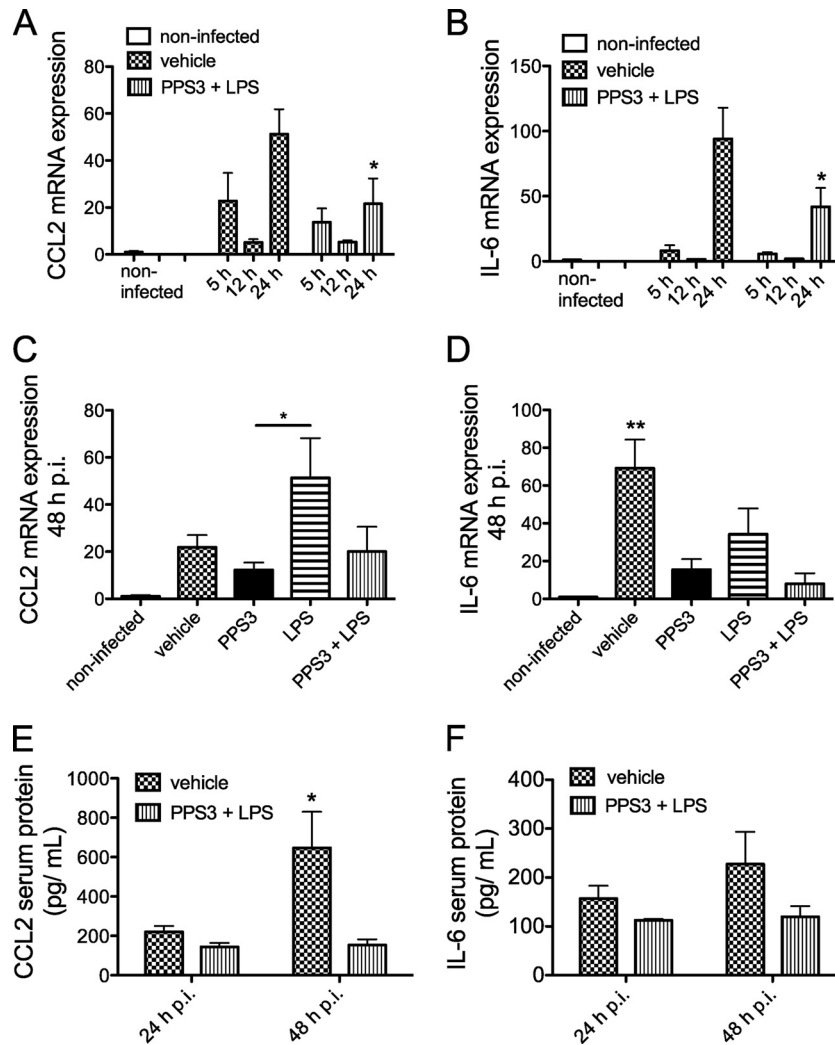 A
non-infected
vehicle
PPS3 + LPS
CCL2 mRNA expression
80
60
40
20
0
non-
infected
5 h
12 h
24 h
5 h
12 h
24 h
*
B
non-infected
vehicle
PPS3 + LPS
IL-6 mRNA expression
150
100
50
0
non-
infected
5 h
12 h
24 h
5 h
12 h
24 h
*
C
CCL2 mRNA expression
48 h p.i.
80
60
40
20
0
*
non-infected
vehicle
PPS3
LPS
PPS3 + LPS
D
IL-6 mRNA expression
48 h p.i.
100
80
60
40
20
0
**
non-infected
vehicle
PPS3
LPS
PPS3 + LPS
E
vehicle
PPS3 + LPS
CCL2 serum protein
(pg/ mL)
1000
800
600
400
200
0
*
24 h p.i.
48 h p.i.
F
vehicle
PPS3 + LPS
IL-6 serum protein
(pg/ mL)
400
300
200
100
0
24 h p.i.
48 h p.i.